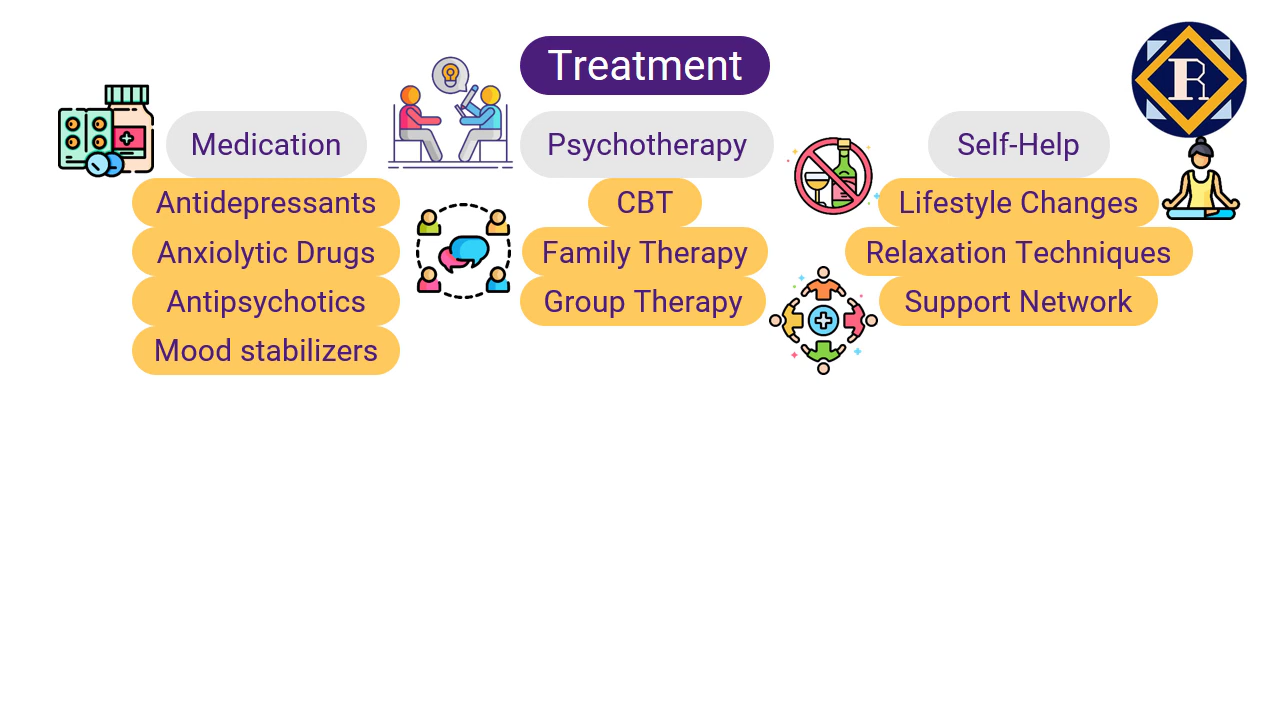 Treatment
Medication
Antidepressants
Anxiolytic Drugs
Antipsychotics
Mood stabilizers
Psychotherapy
CBT
Family Therapy
Group Therapy
Self-Help
Lifestyle Changes
Relaxation Techniques
Support Network
R